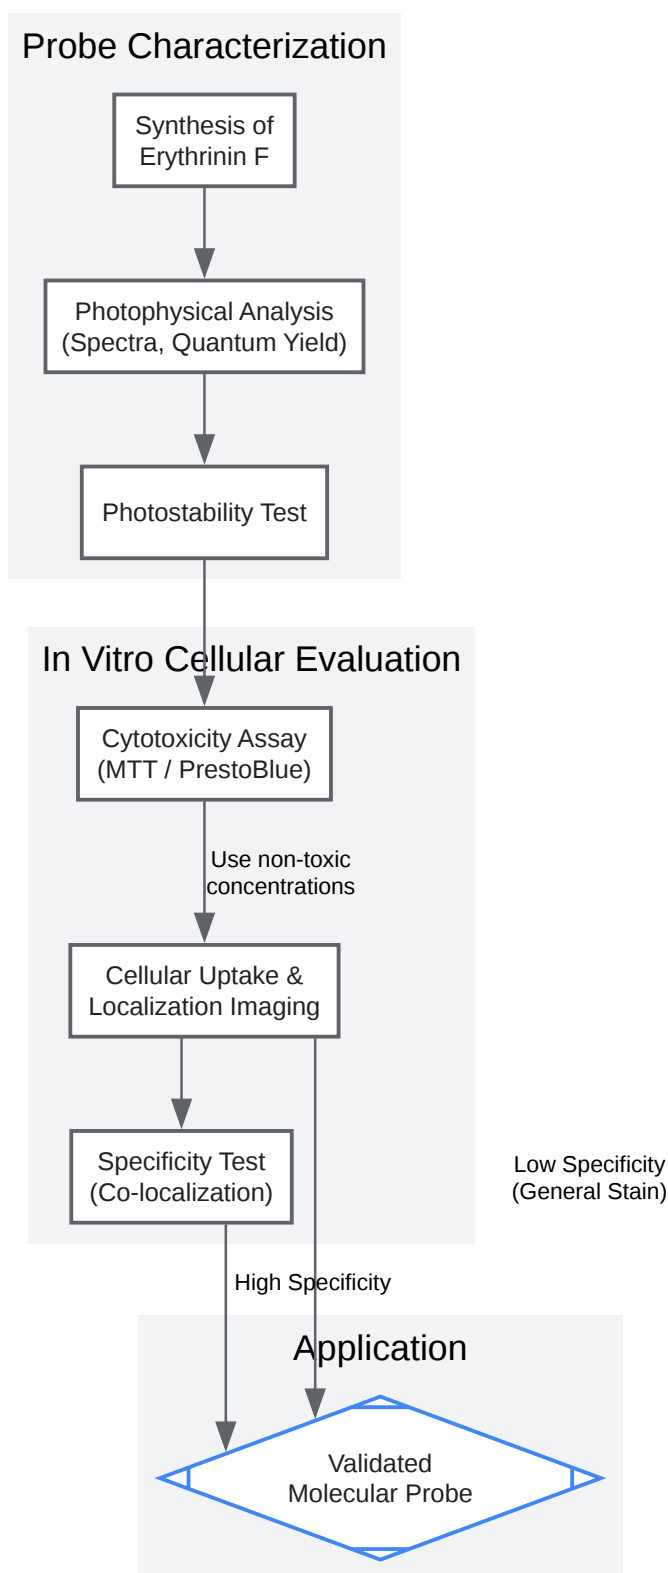 Probe Characterization
Synthesis of
Erythrinin F
Photophysical Analysis
(Spectra, Quantum Yield)
Photostability Test
In Vitro Cellular Evaluation
Cytotoxicity Assay
(MTT / PrestoBlue)
Use non-toxic
concentrations
Cellular Uptake &
Localization Imaging
Specificity Test
(Co-localization)
Low Specificity
(General Stain)
High Specificity
Application
Validated
Molecular Probe